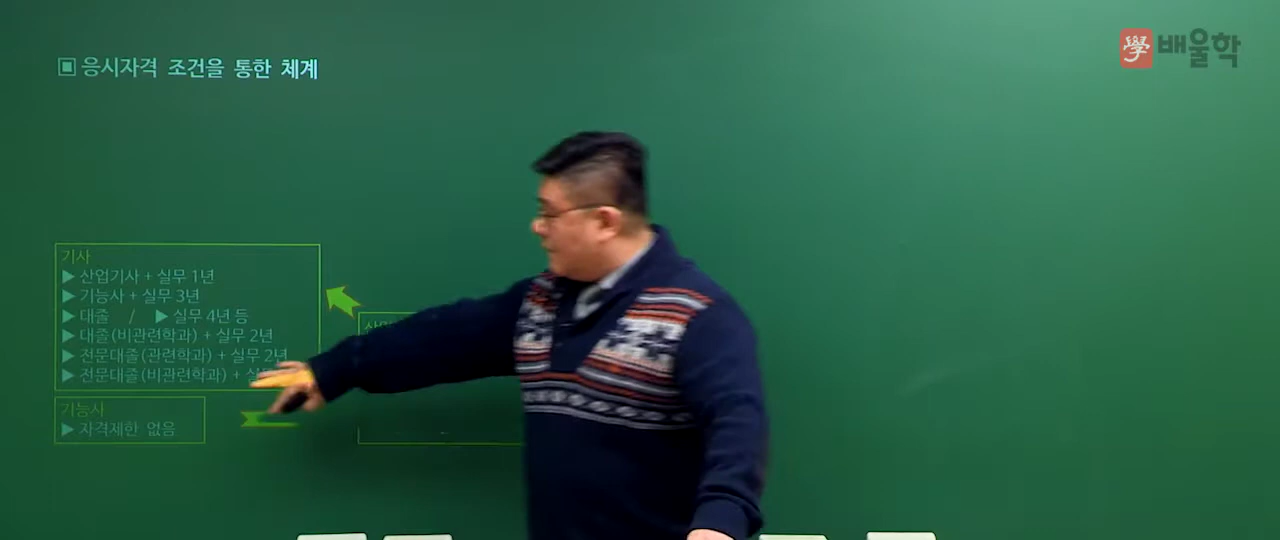 ▣ 응시자격 조건을 통한 체계
學 배울학
기사
▶ 산업기사 + 실무 1년
▶ 기능사 + 실무 3년
▶ 대졸 / ▶ 실무 4년 등
▶ 대졸(비관련학과) + 실무 2년
▶ 전문대졸(관련학과) + 실무 2년
▶ 전문대졸(비관련학과) +
기능사
▶ 자격제한 없음